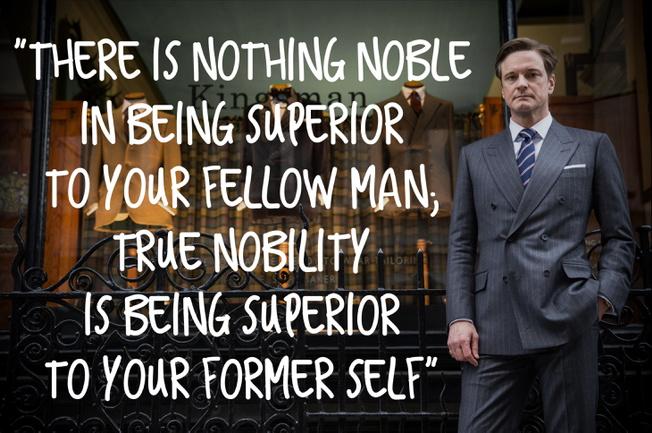 "THERE IS NOTHING NOBLE
Kingsman
IN BEING SUPERIOR
TO YOUR FELLOW MAN;
TRUE NOBILITY
IS BEING SUPERIOR
TO YOUR FORMER SELF"